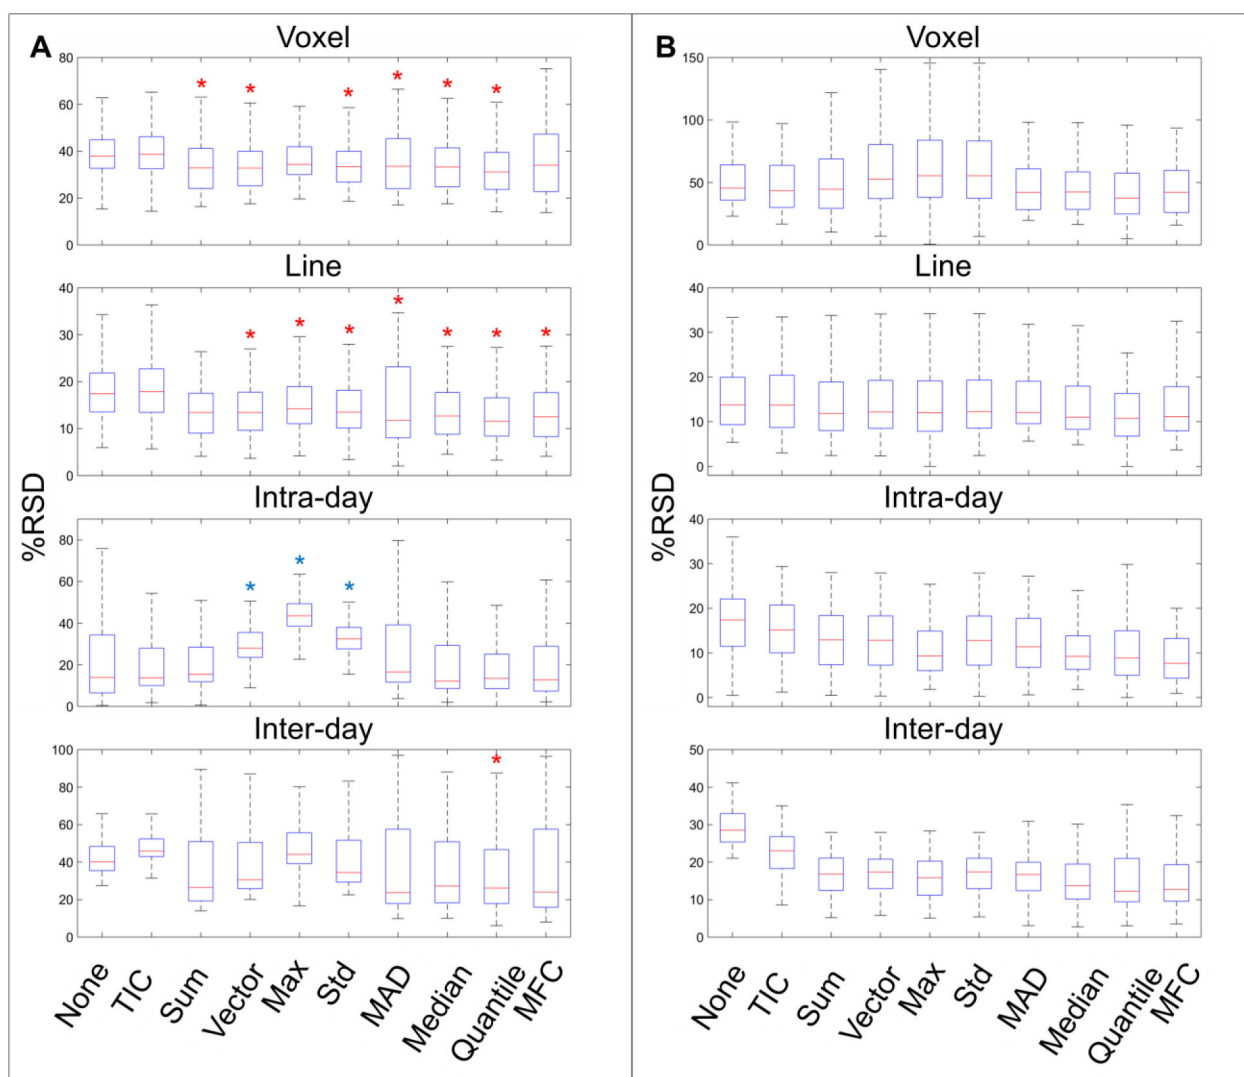 A
Voxel
80
60
40
20
0
* * * * * *
Line
40
30
20
10
0
* * * * * * *
%RSD
Intra-day
80
60
40
20
0
* * *
Inter-day
100
80
60
40
20
0
*
None TIC Sum Vector Max Std MAD Median Quantile MFC
B
Voxel
150
100
50
0
Line
40
30
20
10
0
%RSD
Intra-day
40
30
20
10
0
Inter-day
50
40
30
20
10
0
None TIC Sum Vector Max Std MAD Median Quantile MFC